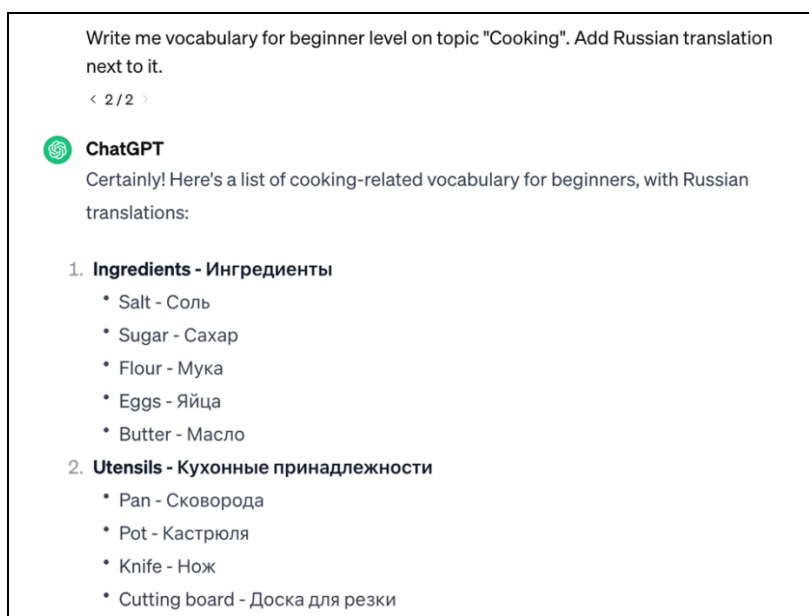 Write me vocabulary for beginner level on topic "Cooking". Add Russian translation
next to it.
< 2 / 2 >
ChatGPT
Certainly! Here's a list of cooking-related vocabulary for beginners, with Russian
translations:
1. Ingredients - Ингредиенты
• Salt - Соль
• Sugar - Сахар
• Flour - Мука
• Eggs - Яйца
• Butter - Масло
2. Utensils - Кухонные принадлежности
• Pan - Сковорода
• Pot - Кастрюля
• Knife - Нож
• Cutting board - Доска для резки